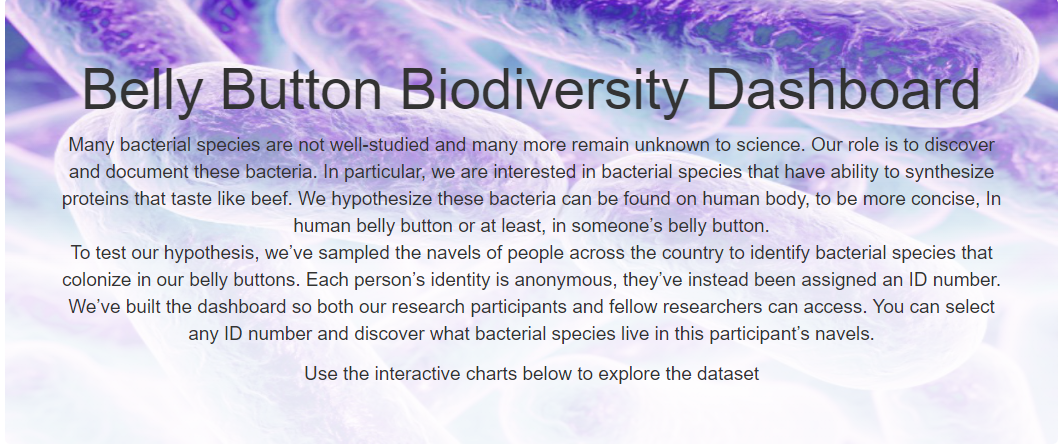 Belly Button Biodiversity Dashboard
Many bacterial species are not well-studied and many more remain unknown to science. Our role is to discover
and document these bacteria. In particular, we are interested in bacterial species that have ability to synthesize
proteins that taste like beef. We hypothesize these bacteria can be found on human body, to be more concise, In
human belly button or at least, in someone’s belly button.
To test our hypothesis, we’ve sampled the navels of people across the country to identify bacterial species that
colonize in our belly buttons. Each person’s identity is anonymous, they’ve instead been assigned an ID number.
We’ve built the dashboard so both our research participants and fellow researchers can access. You can select
any ID number and discover what bacterial species live in this participant’s navels.
Use the interactive charts below to explore the dataset